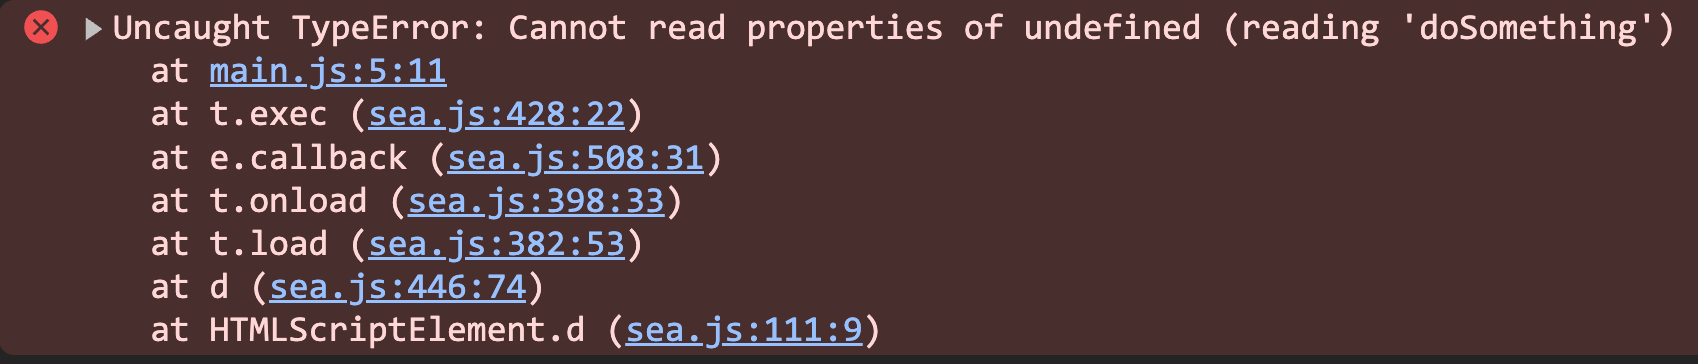 Uncaught TypeError: Cannot read properties of undefined (reading 'doSomething')
at main.js:5:11
at t.exec (sea.js:428:22)
at e.callback (sea.js:508:31)
at t.onload (sea.js:398:33)
at t.load (sea.js:382:53)
at d (sea.js:446:74)
at HTMLScriptElement.d (sea.js:111:9)